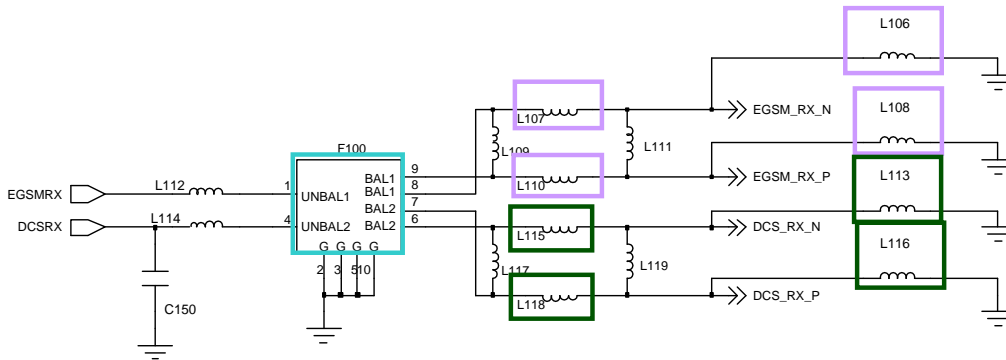 L106
L107
EGSM_RX_N
L108
F100
L109
L111
9
BAL1
EGSMRX
L112
1
UNBAL1
BAL1
8
L110
EGSM_RX_P
L113
7
BAL2
DCSRX
L114
4
UNBAL2
BAL2
6
L115
DCS_RX_N
L116
G G G G
2 3 5 10
L117
L119
C150
L118
DCS_RX_P